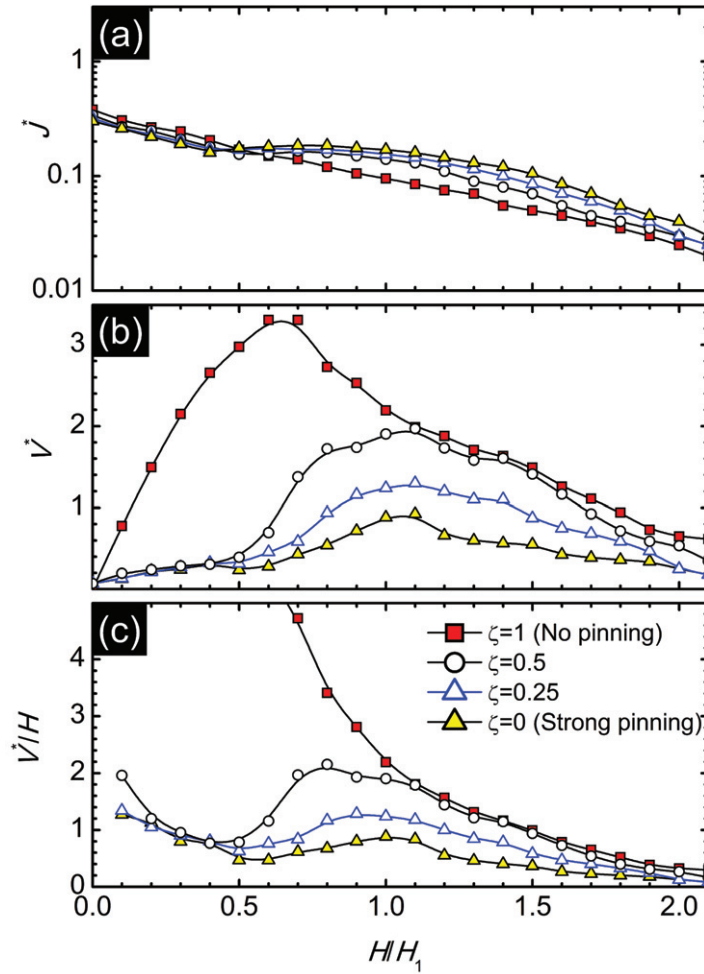 (a)
1
0.1
0.01
J*
(b)
3
2
1
V*
(c)
4
3
2
1
0
V*/H
ζ=1 (No pinning)
ζ=0.5
ζ=0.25
ζ=0 (Strong pinning)
0.0 0.5 1.0 1.5 2.0
H/H₁